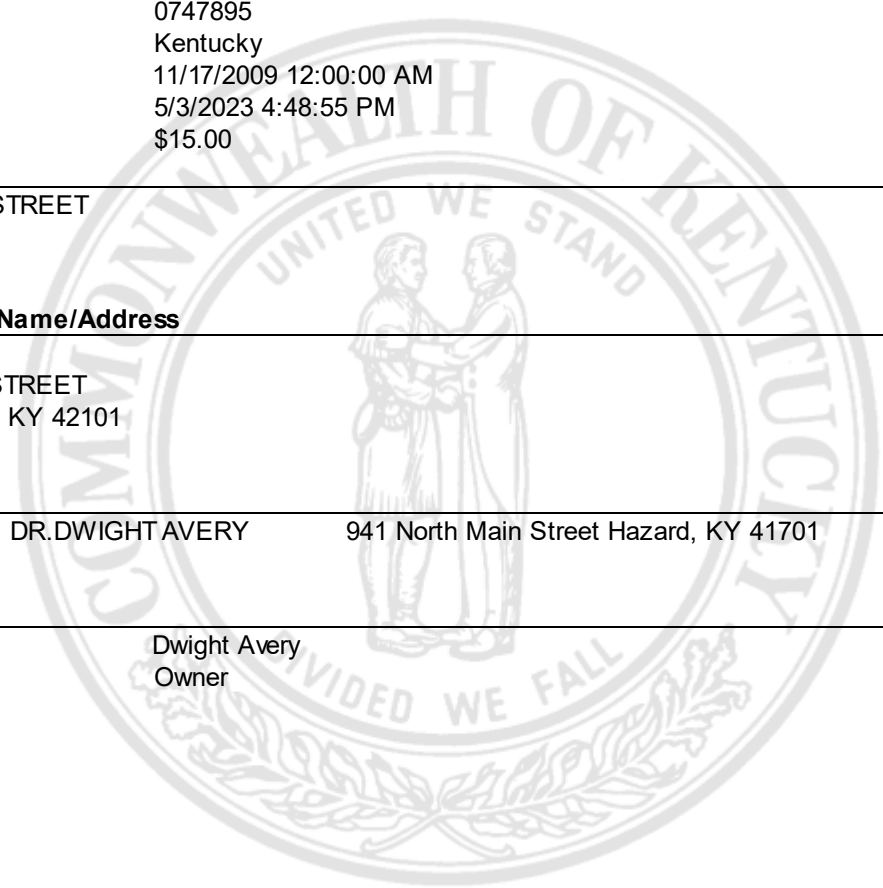 0747895
Kentucky
11/17/2009 12:00:00 AM
5/3/2023 4:48:55 PM
$15.00
STREET
Name/Address
STREET
KY 42101
DR.DWIGHT AVERY 941 North Main Street Hazard, KY 41701
Dwight Avery
Owner
COMMONWEALTH OF KENTUCKY
UNITED WE STAND
DIVIDED WE FALL